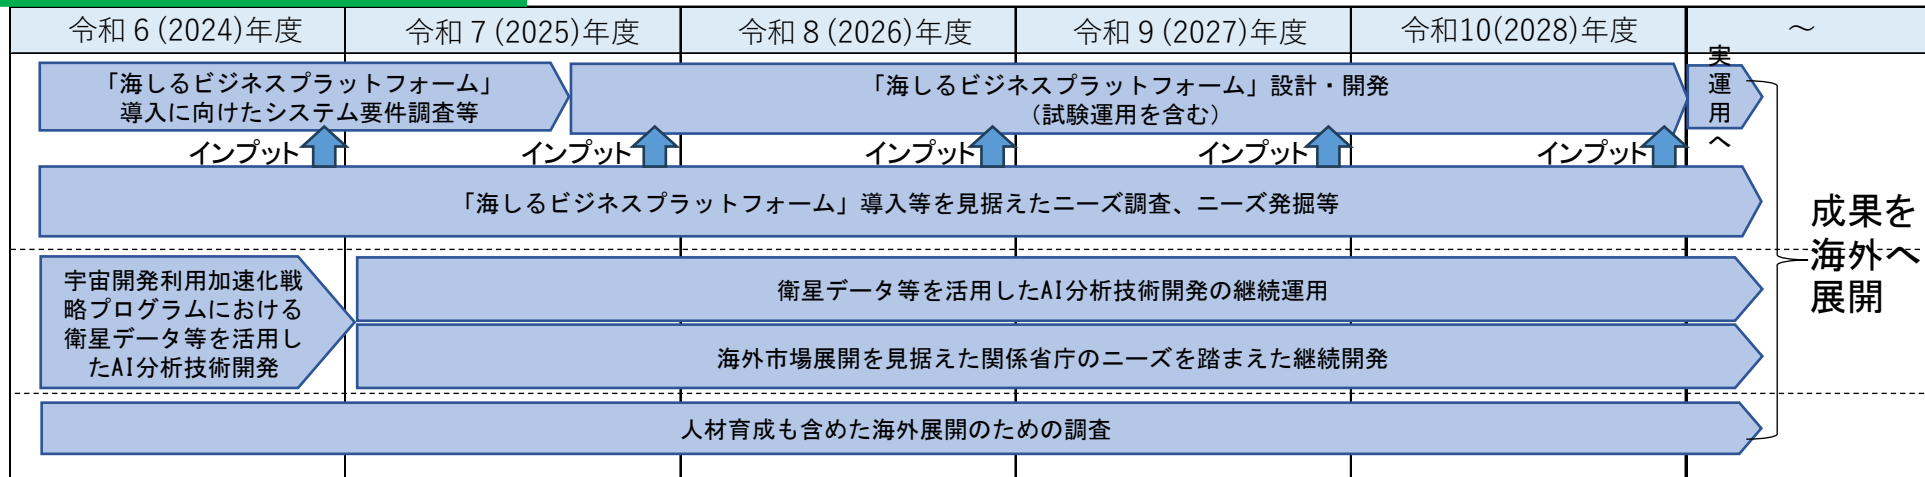 令和６(2024)年度
令和７(2025)年度
令和８(2026)年度
令和９(2027)年度
令和10(2028)年度
～
「海しるビジネスプラットフォーム」
導入に向けたシステム要件調査等
「海しるビジネスプラットフォーム」設計・開発
（試験運用を含む）
実運用へ
インプット
インプット
インプット
インプット
インプット
「海しるビジネスプラットフォーム」導入等を見据えたニーズ調査、ニーズ発掘等
宇宙開発利用加速化戦
略プログラムにおける
衛星データ等を活用し
たAI分析技術開発
衛星データ等を活用したAI分析技術開発の継続運用
海外市場展開を見据えた関係省庁のニーズを踏まえた継続開発
人材育成も含めた海外展開のための調査
成果を
海外へ
展開